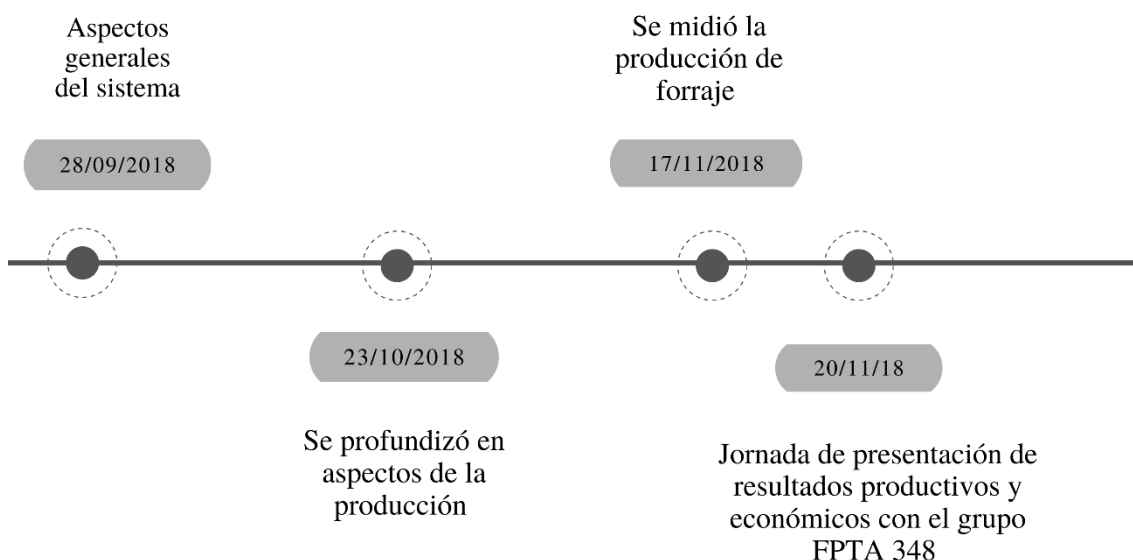 Aspectos
generales
del sistema
28/09/2018
23/10/2018
Se profundizó en
aspectos de la
producción
Se midió la
producción de
forraje
17/11/2018
20/11/18
Jornada de presentación de
resultados productivos y
económicos con el grupo
FPTA 348